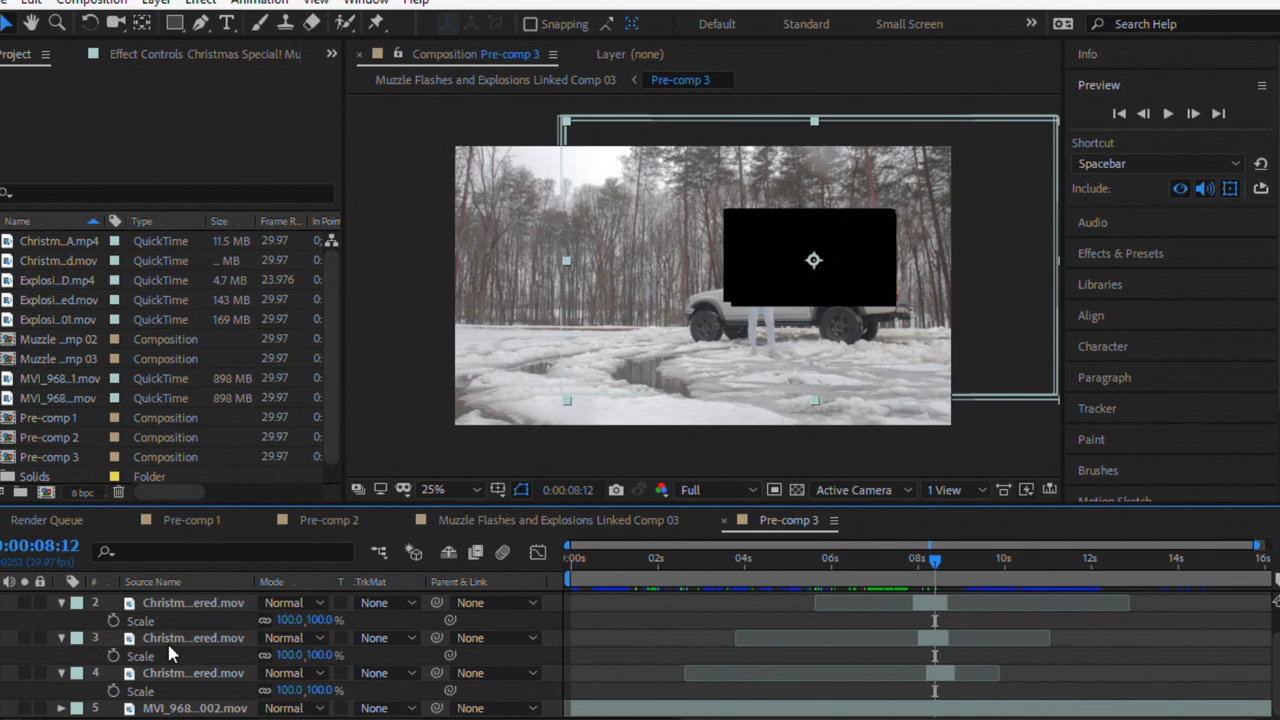 Edit Composition Layer Effect Animation View Window Help
Snapping Default Standard Small Screen Search Help
Project Effect Controls Christmas Special! Mu
Composition Pre-comp 3 Layer (none)
Muzzle Flashes and Explosions Linked Comp 03 Pre-comp 3
Name Type Size Frame R... In Point
Christm...A.mp4 QuickTime 11.5 MB 29.97 0;
Christm...d.mov QuickTime ... MB 29.97 0:
Explosi...D.mp4 QuickTime 4.7 MB 23.976 0:
Explosi...ed.mov QuickTime 143 MB 29.97 0:
Explosi...01.mov QuickTime 169 MB 29.97 0:
Muzzle ...mp 02 Composition 29.97 0:
Muzzle ...mp 03 Composition 29.97 0:
MVI_968...1.mov QuickTime 898 MB 29.97 0:
MVI_968....mov QuickTime 898 MB 29.97 0:
Pre-comp 1 Composition 29.97 0:
Pre-comp 2 Composition 29.97 0:
Pre-comp 3 Composition 29.97 0:
Solids Folder
8 bpc
25% 0:00:08:12 Full Active Camera 1 View
Info
Preview
Shortcut
Spacebar
Include:
Audio
Effects & Presets
Libraries
Align
Character
Paragraph
Tracker
Paint
Brushes
Motion Sketch
Render Queue Pre-comp 1 Pre-comp 2 Muzzle Flashes and Explosions Linked Comp 03 Pre-comp 3
0:00:08:12
00252 (29.97 fps)
:00s 02s 04s 06s 08s 10s 12s 14s 16s
# Source Name Mode T .TrkMat Parent & Link
2 Christm...ered.mov Normal None None
Scale 100.0,100.0 %
3 Christm...ered.mov Normal None None
Scale 100.0,100.0 %
4 Christm...ered.mov Normal None None
Scale 100.0,100.0 %
5 MVI_968...002.mov Normal None None